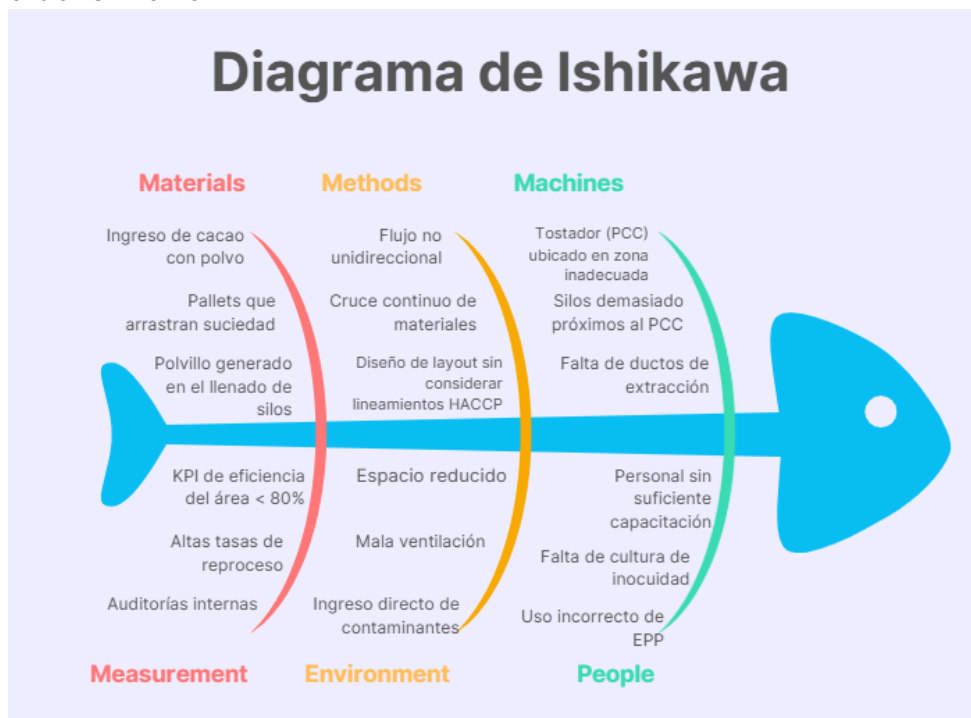 Diagrama de Ishikawa
Materials
Methods
Machines
Ingreso de cacao
con polvo
Pallets que
arrastran suciedad
Polvillo generado
en el llenado de
silos
Flujo no
unidireccional
Cruce continuo de
materiales
Diseño de layout sin
considerar
lineamientos HACCP
Tostador (PCC)
ubicado en zona
inadecuada
Silos demasiado
próximos al PCC
Falta de ductos de
extracción
KPI de eficiencia
del área < 80%
Altas tasas de
reproceso
Auditorías internas
Espacio reducido
Mala ventilación
Ingreso directo de
contaminantes
Personal sin
suficiente
capacitación
Falta de cultura de
inocuidad
Uso incorrecto de
EPP
Measurement
Environment
People